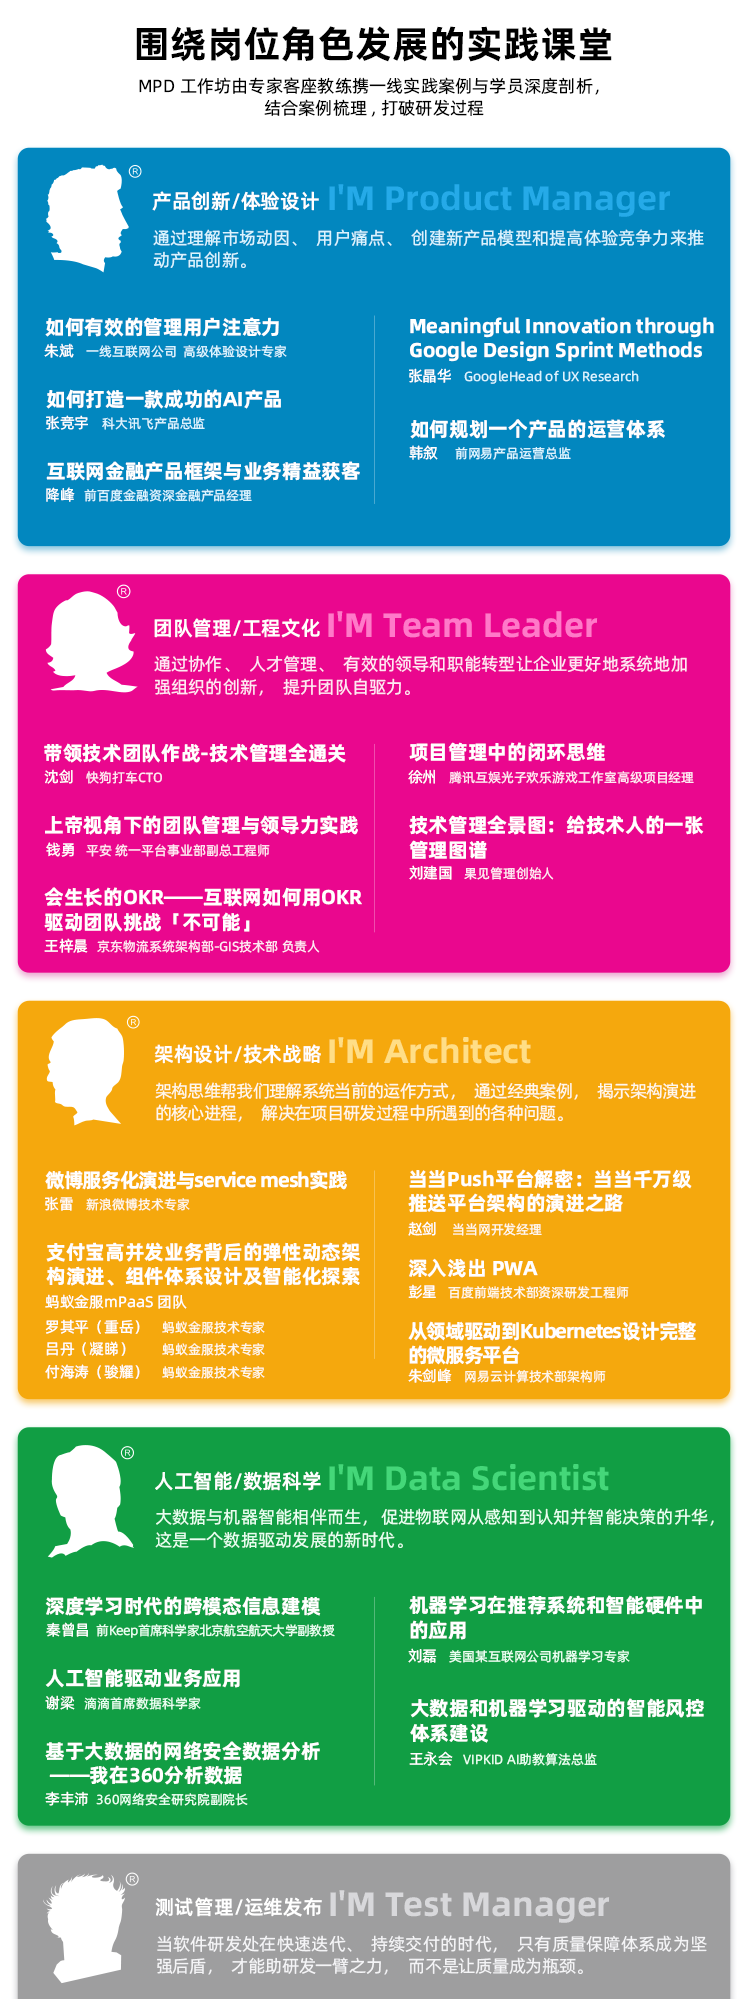 围绕岗位角色发展的实践课堂
MPD 工作坊由专家客座教练携一线实践案例与学员深度剖析，
结合案例梳理，打破研发过程
®
产品创新/体验设计 I'M Product Manager
通过理解市场动因、 用户痛点、 创建新产品模型和提高体验竞争力来推
动产品创新。
如何有效的管理用户注意力
朱斌 一线互联网公司 高级体验设计专家
如何打造一款成功的AI产品
张竞宇 科大讯飞产品总监
互联网金融产品框架与业务精益获客
降峰 前百度金融资深金融产品经理
Meaningful Innovation through
Google Design Sprint Methods
张晶华 GoogleHead of UX Research
如何规划一个产品的运营体系
韩叙 前网易产品运营总监
®
团队管理/工程文化 I'M Team Leader
通过协作、 人才管理、 有效的领导和职能转型让企业更好地系统地加
强组织的创新， 提升团队自驱力。
带领技术团队作战-技术管理全通关
沈剑 快狗打车CTO
上帝视角下的团队管理与领导力实践
钱勇 平安 统一平台事业部副总工程师
会生长的OKR——互联网如何用OKR
驱动团队挑战「不可能」
王梓晨 京东物流系统架构部-GIS技术部 负责人
项目管理中的闭环思维
徐州 腾讯互娱光子欢乐游戏工作室高级项目经理
技术管理全景图：给技术人的一张
管理图谱
刘建国 果见管理创始人
®
架构设计/技术战略 I'M Architect
架构思维帮我们理解系统当前的运作方式， 通过经典案例， 揭示架构演进
的核心进程， 解决在项目研发过程中所遇到的各种问题。
微博服务化演进与service mesh实践
张雷 新浪微博技术专家
支付宝高并发业务背后的弹性动态架
构演进、组件体系设计及智能化探索
蚂蚁金服mPaaS 团队
罗其平（重岳） 蚂蚁金服技术专家
吕丹（凝睇） 蚂蚁金服技术专家
付海涛（骏耀） 蚂蚁金服技术专家
当当Push平台解密：当当千万级
推送平台架构的演进之路
赵剑 当当网开发经理
深入浅出 PWA
彭星 百度前端技术部资深研发工程师
从领域驱动到Kubernetes设计完整
的微服务平台
朱剑峰 网易云计算技术部架构师
®
人工智能/数据科学 I'M Data Scientist
大数据与机器智能相伴而生，促进物联网从感知到认知并智能决策的升华，
这是一个数据驱动发展的新时代。
深度学习时代的跨模态信息建模
秦曾昌 前Keep首席科学家北京航空航天大学副教授
人工智能驱动业务应用
谢梁 滴滴首席数据科学家
基于大数据的网络安全数据分析
——我在360分析数据
李丰沛 360网络安全研究院副院长
机器学习在推荐系统和智能硬件中
的应用
刘磊 美国某互联网公司机器学习专家
大数据和机器学习驱动的智能风控
体系建设
王永会 VIPKID AI助教算法总监
®
测试管理/运维发布 I'M Test Manager
当软件研发处在快速迭代、 持续交付的时代， 只有质量保障体系成为坚
强后盾， 才能助研发一臂之力， 而不是让质量成为瓶颈。